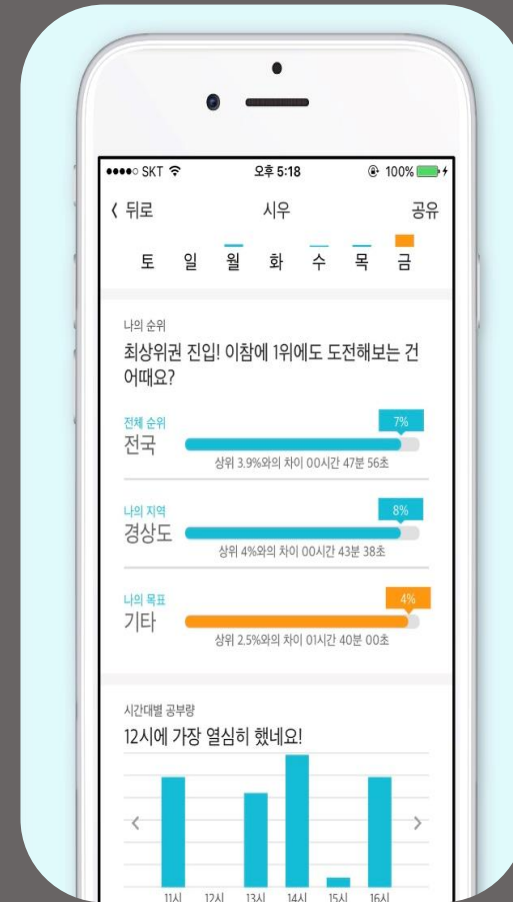 SKT 오후 5:18 100%
뒤로 시우 공유
토 일 월 화 수 목 금
나의 순위
최상위권 진입! 이참에 1위에도 도전해보는 건
어때요?
전체 순위 7%
전국
상위 3.9%와의 차이 00시간 47분 56초
나의 지역 8%
경상도
상위 4%와의 차이 00시간 43분 38초
나의 목표 4%
기타
상위 2.5%와의 차이 01시간 40분 00초
시간대별 공부량
12시에 가장 열심히 했네요!
11시 12시 13시 14시 15시 16시